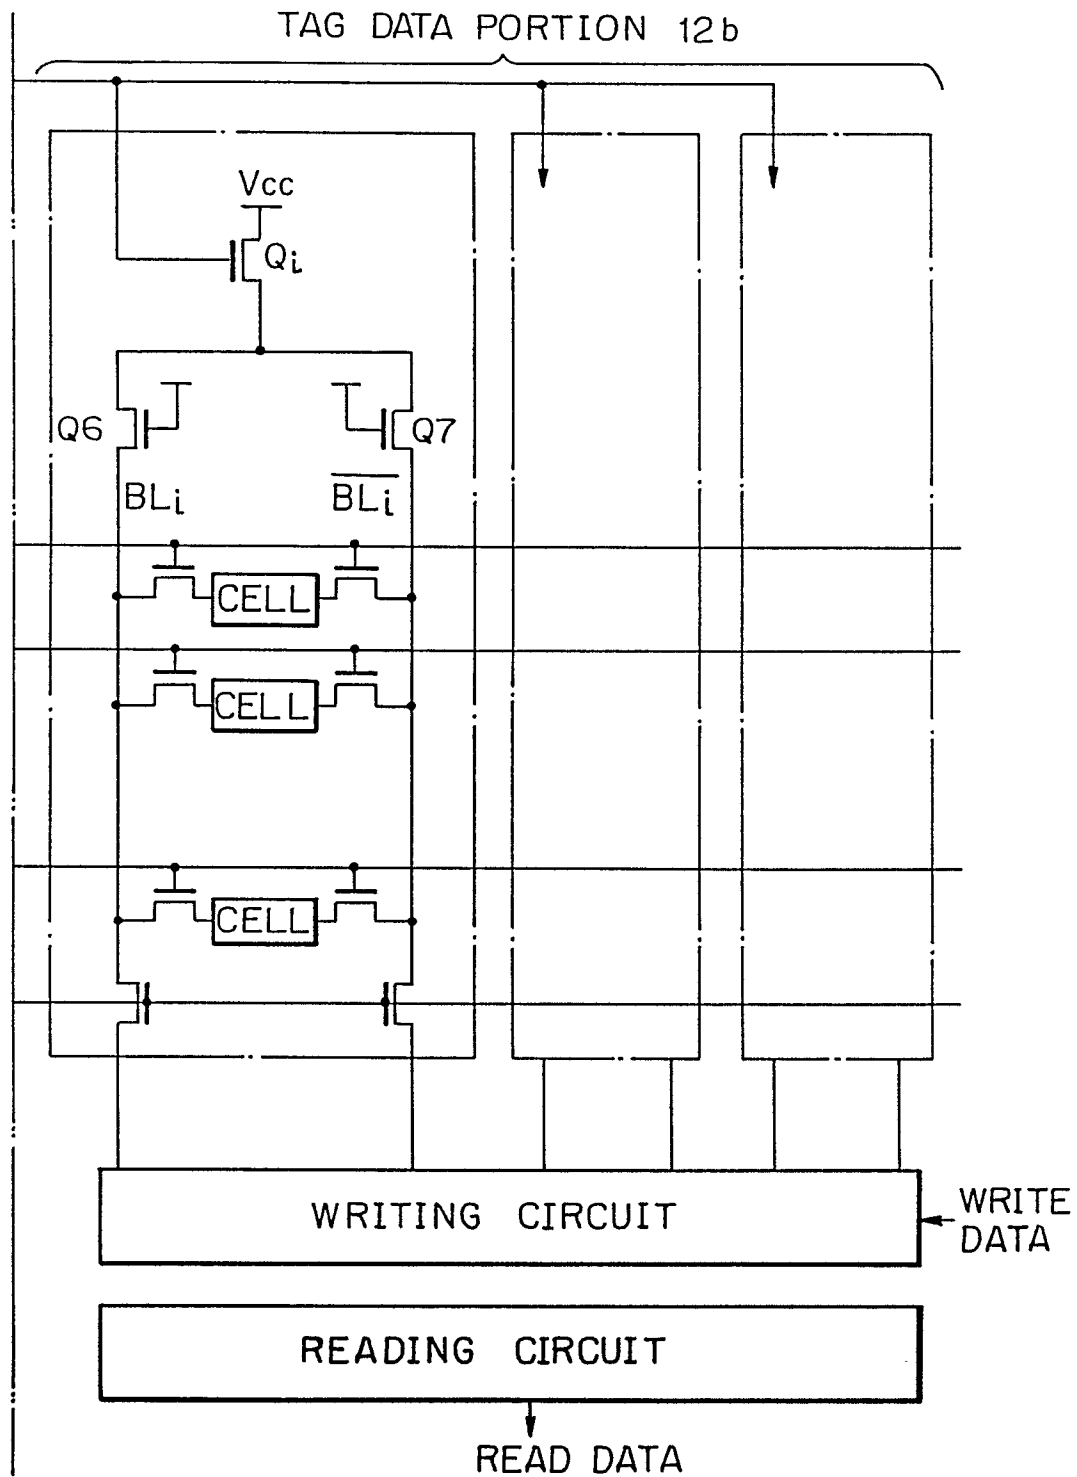 TAG DATA PORTION 12b
Vcc
Qi
Q6
Q7
BLi
B̅L̅i̅
CELL
CELL
CELL
WRITING CIRCUIT
WRITE
DATA
READING CIRCUIT
READ DATA